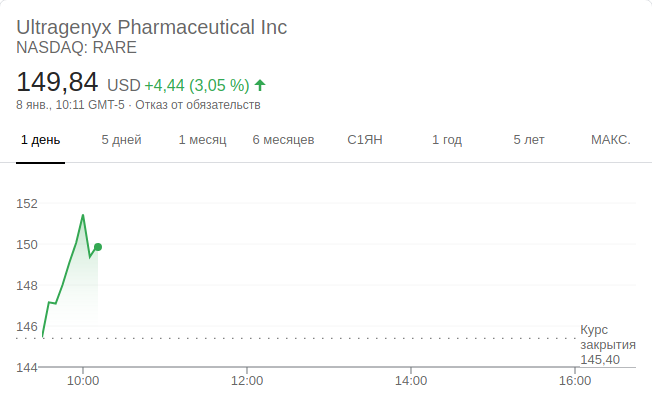 Ultragenyx Pharmaceutical Inc
NASDAQ: RARE
149,84 USD +4,44 (3,05 %)
8 янв., 10:11 GMT-5 · Отказ от обязательств
1 день 5 дней 1 месяц 6 месяцев С1ЯН 1 год 5 лет МАКС.
152
150
148
146
Курс
закрытия
145,40
144
10:00 12:00 14:00 16:00